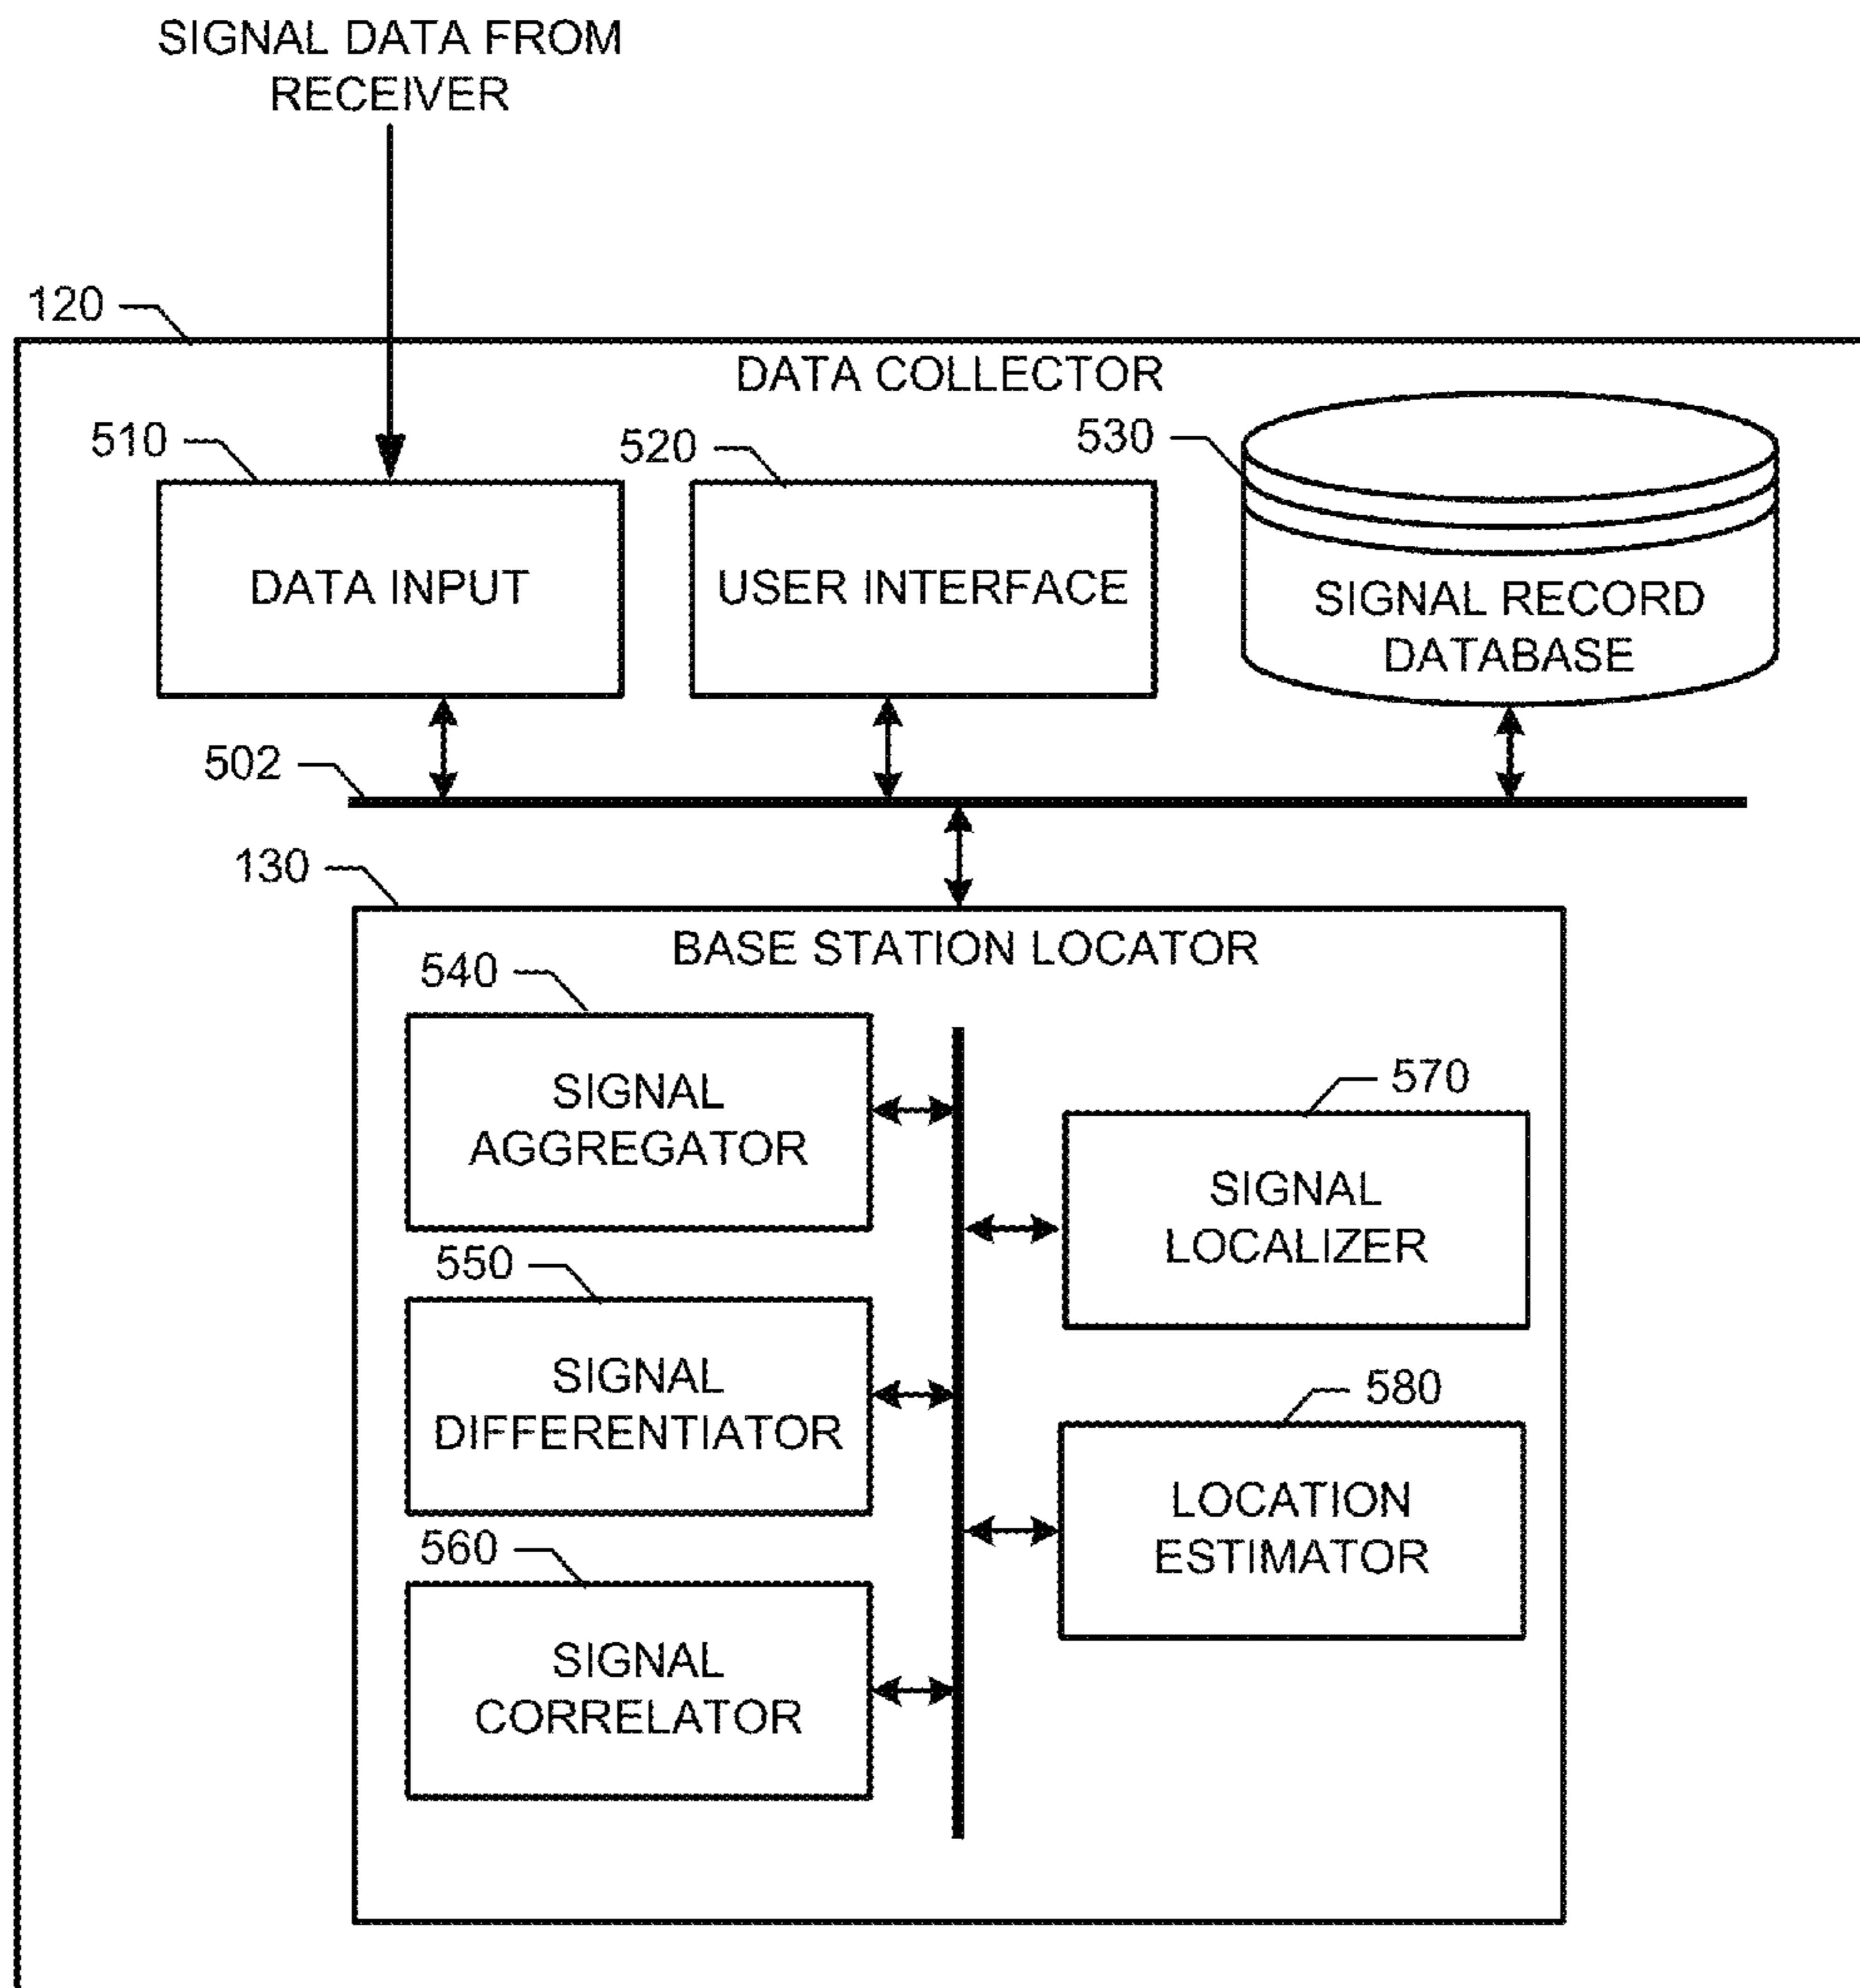 SIGNAL DATA FROM
RECEIVER
120
DATA COLLECTOR
510
520
530
DATA INPUT
USER INTERFACE
SIGNAL RECORD
DATABASE
502
130
BASE STATION LOCATOR
540
SIGNAL
AGGREGATOR
570
SIGNAL
LOCALIZER
550
SIGNAL
DIFFERENTIATOR
580
LOCATION
ESTIMATOR
560
SIGNAL
CORRELATOR